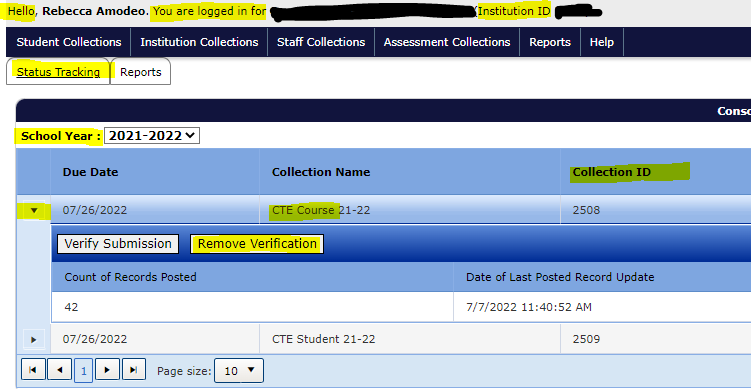 Hello, Rebecca Amodeo. You are logged in for Institution ID
Student Collections Institution Collections Staff Collections Assessment Collections Reports Help
Status Tracking Reports
School Year : 2021-2022
Due Date Collection Name Collection ID
07/26/2022 CTE Course 21-22 2508
Verify Submission Remove Verification
Count of Records Posted Date of Last Posted Record Update
42 7/7/2022 11:40:52 AM
07/26/2022 CTE Student 21-22 2509
1 Page size: 10